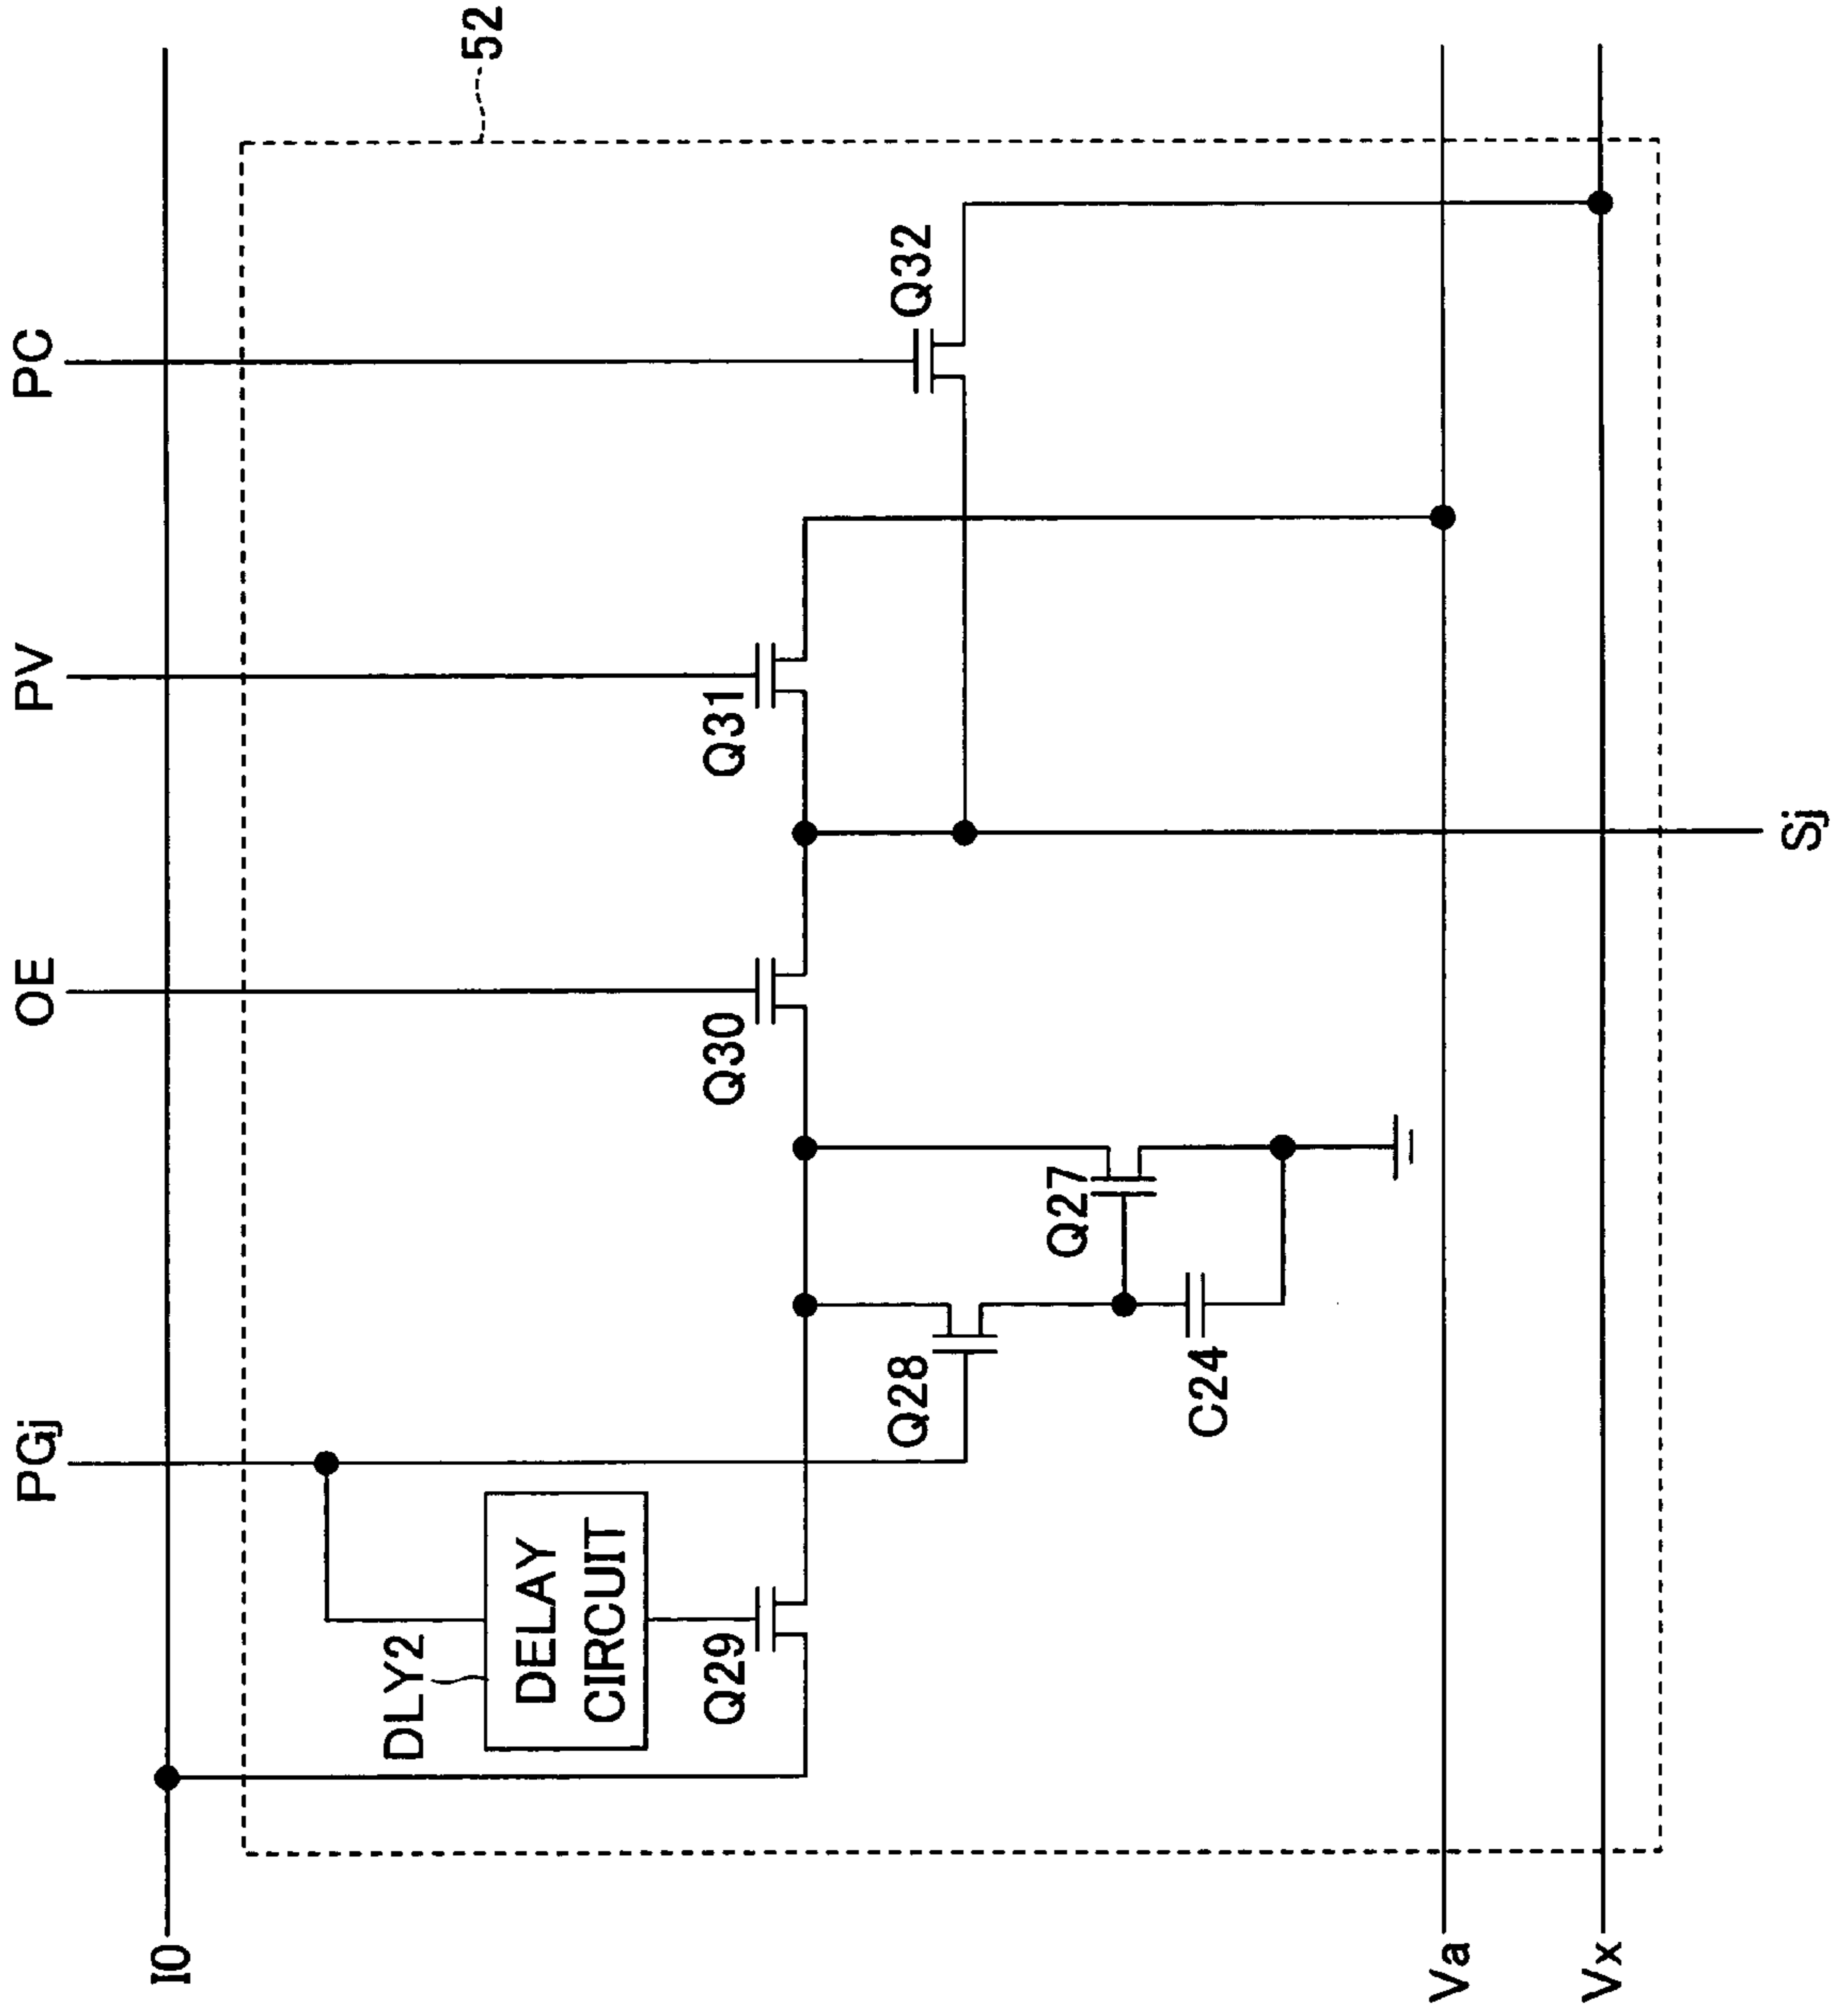 52
PC
PV
OE
PGj
I0
Q32
Q31
Q30
Q27
Q28
C24
Q29
DLY2
DELAY
CIRCUIT
Sj
Va
Vx